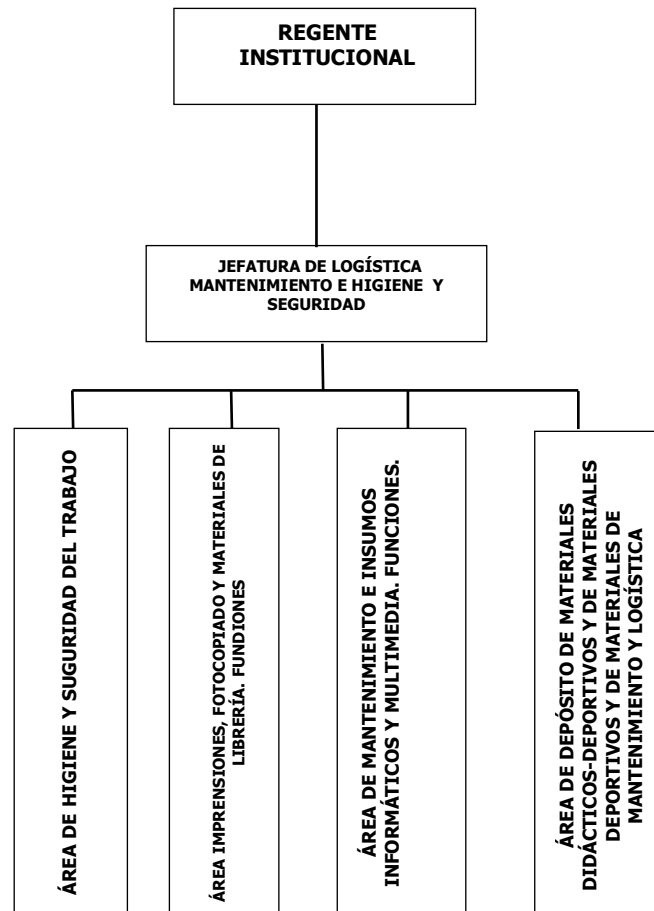 REGENTE
INSTITUCIONAL
JEFATURA DE LOGÍSTICA
MANTENIMIENTO E HIGIENE Y
SEGURIDAD
ÁREA DE HIGIENE Y SUGURIDAD DEL TRABAJO
ÁREA IMPRENSIONES, FOTOCOPIADO Y MATERIALES DE
LIBRERÍA. FUNDIONES
ÁREA DE MANTENIMIENTO E INSUMOS
INFORMÁTICOS Y MULTIMEDIA. FUNCIONES.
ÁREA DE DEPÓSITO DE MATERIALES
DIDÁCTICOS-DEPORTIVOS Y DE MATERIALES
DEPORTIVOS Y DE MATERIALES DE
MANTENIMIENTO Y LOGÍSTICA